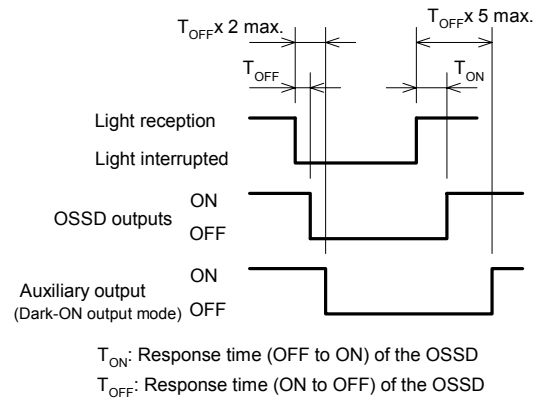 T_OFF x 2 max.
T_OFF x 5 max.
T_OFF
T_ON
Light reception
Light interrupted
ON
OSSD outputs
OFF
ON
Auxiliary output
(Dark-ON output mode) OFF
T_ON: Response time (OFF to ON) of the OSSD
T_OFF: Response time (ON to OFF) of the OSSD